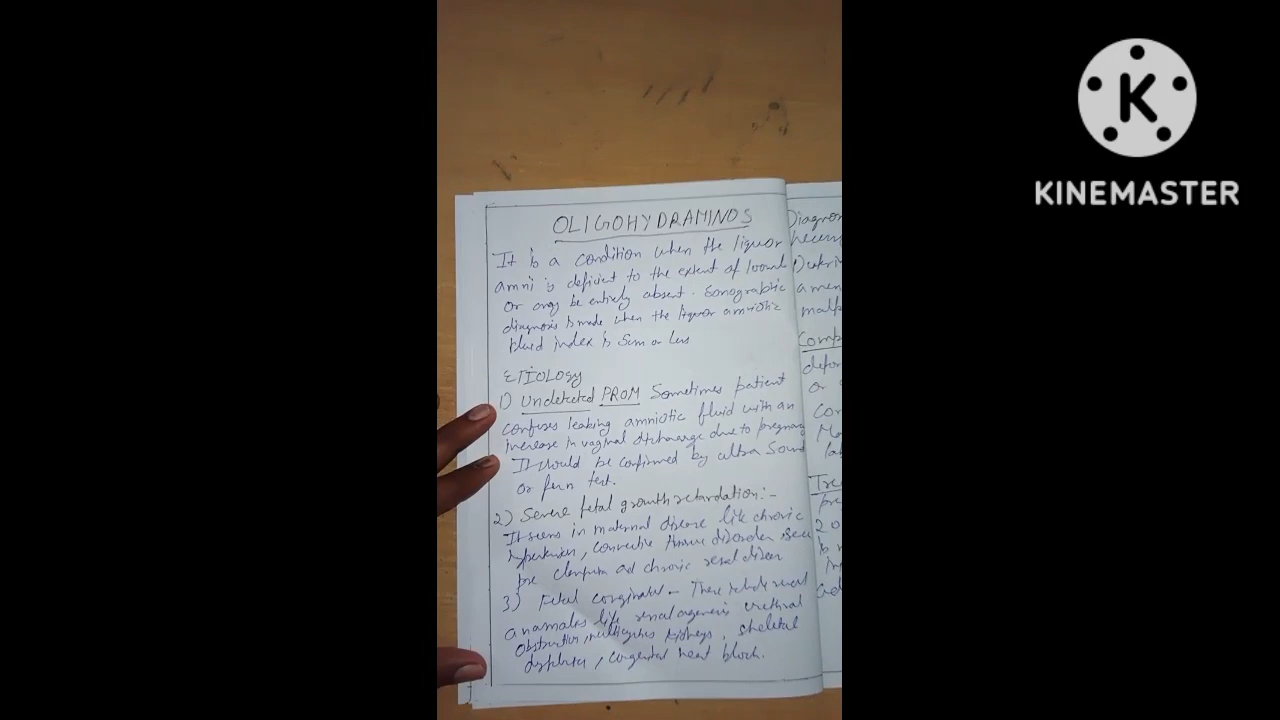 OLIGOHYDRAMINOS
It is a condition when the liquor
amni is deficient to the extent of 100ml
or may be entirely absent. Sonographic
diagnosis is made when the liquor amniotic
fluid index is 5cm or less
ETIOLOGY
1) Undetected PROM Sometimes patient
confuses leaking amniotic fluid with an
increase in vaginal discharge due to pregnancy
It should be confirmed by ultra sound
or fern test.
2) Severe fetal growth retardation:-
It seems in maternal disease like chronic
hypertension, connective tissue disorder
pre and chronic renal disease
3) Fetal congenital - These include renal
anamalies like renal agenesis urethral
obstruction, multicystic kidneys, skeletal
dysplasia, congenital heart block.
KINEMASTER